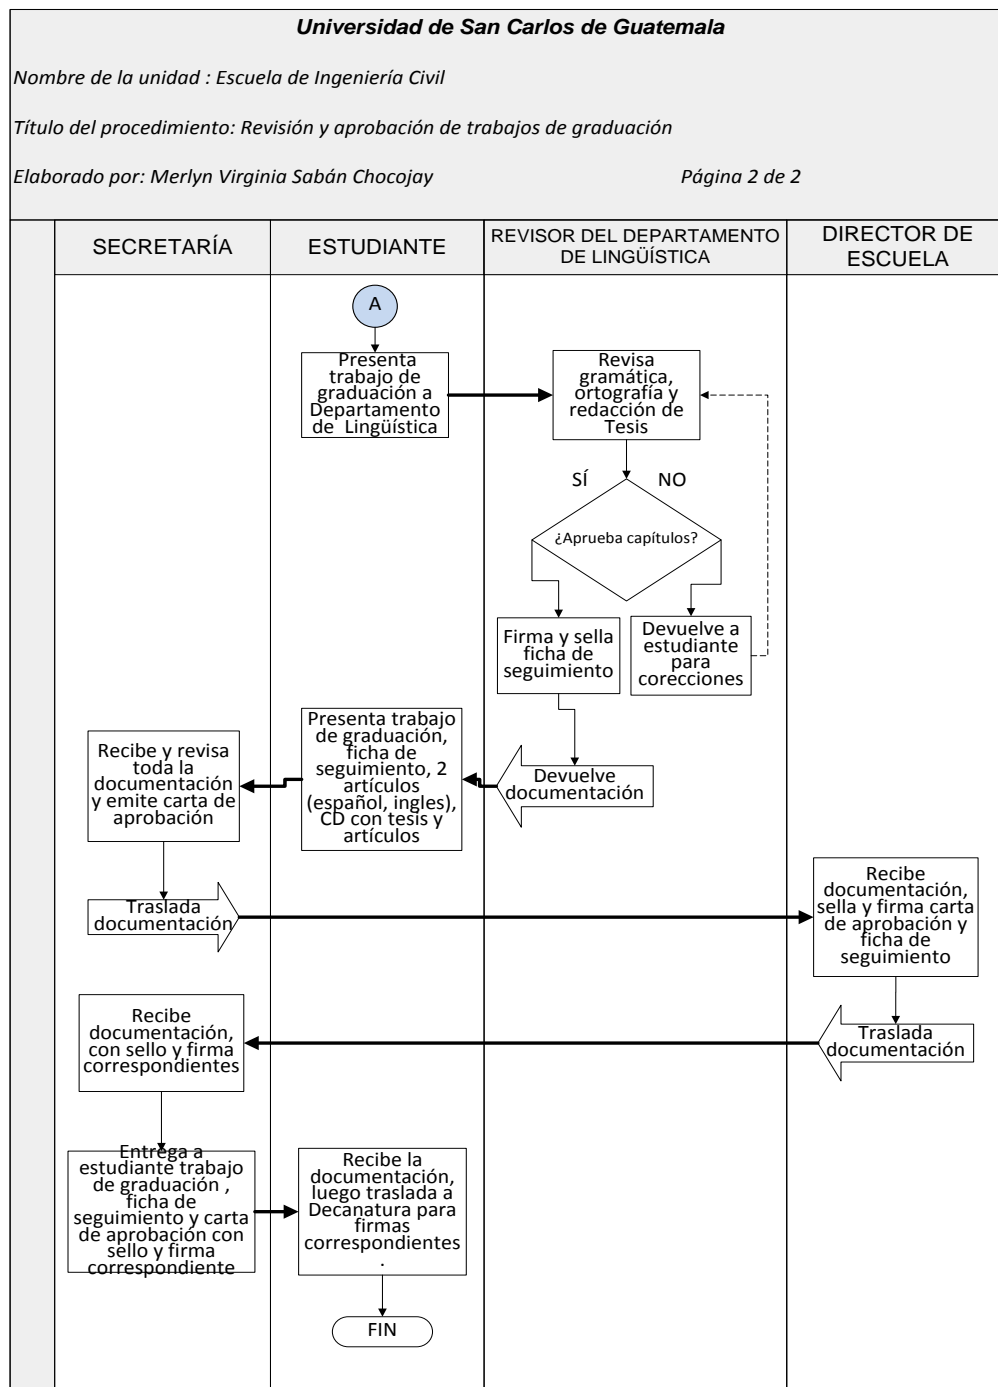 Universidad de San Carlos de Guatemala
Nombre de la unidad : Escuela de Ingeniería Civil
Título del procedimiento: Revisión y aprobación de trabajos de graduación
Elaborado por: Merlyn Virginia Sabán Chocojay
Página 2 de 2
SECRETARÍA
ESTUDIANTE
REVISOR DEL DEPARTAMENTO
DE LINGÜÍSTICA
DIRECTOR DE
ESCUELA
A
Presenta
trabajo de
graduación a
Departamento
de Lingüística
Revisa
gramática,
ortografía y
redacción de
Tesis
SÍ
NO
¿Aprueba capítulos?
Firma y sella
ficha de
seguimiento
Devuelve a
estudiante
para
corecciones
Devuelve
documentación
Presenta trabajo
de graduación,
ficha de
seguimiento, 2
artículos
(español, ingles),
CD con tesis y
artículos
Recibe y revisa
toda la
documentación
y emite carta de
aprobación
Traslada
documentación
Recibe
documentación,
sella y firma carta
de aprobación y
ficha de
seguimiento
Traslada
documentación
Recibe
documentación,
con sello y firma
correspondientes
Entrega a
estudiante trabajo
de graduación ,
ficha de
seguimiento y carta
de aprobación con
sello y firma
correspondiente
Recibe la
documentación,
luego traslada a
Decanatura para
firmas
correspondientes
.
FIN